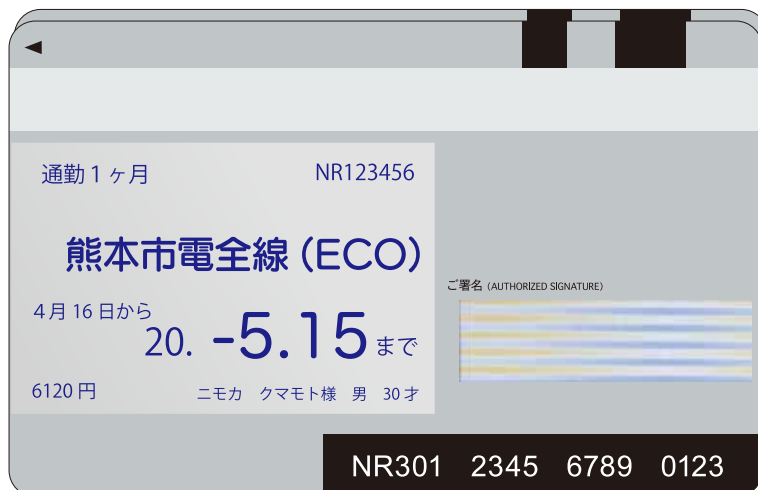 通勤1ヶ月 NR123456
熊本市電全線(ECO)
4月16日から
20. -5.15まで
6120円 ニモカ クマモト様 男 30才
ご署名 (AUTHORIZED SIGNATURE)
NR301 2345 6789 0123